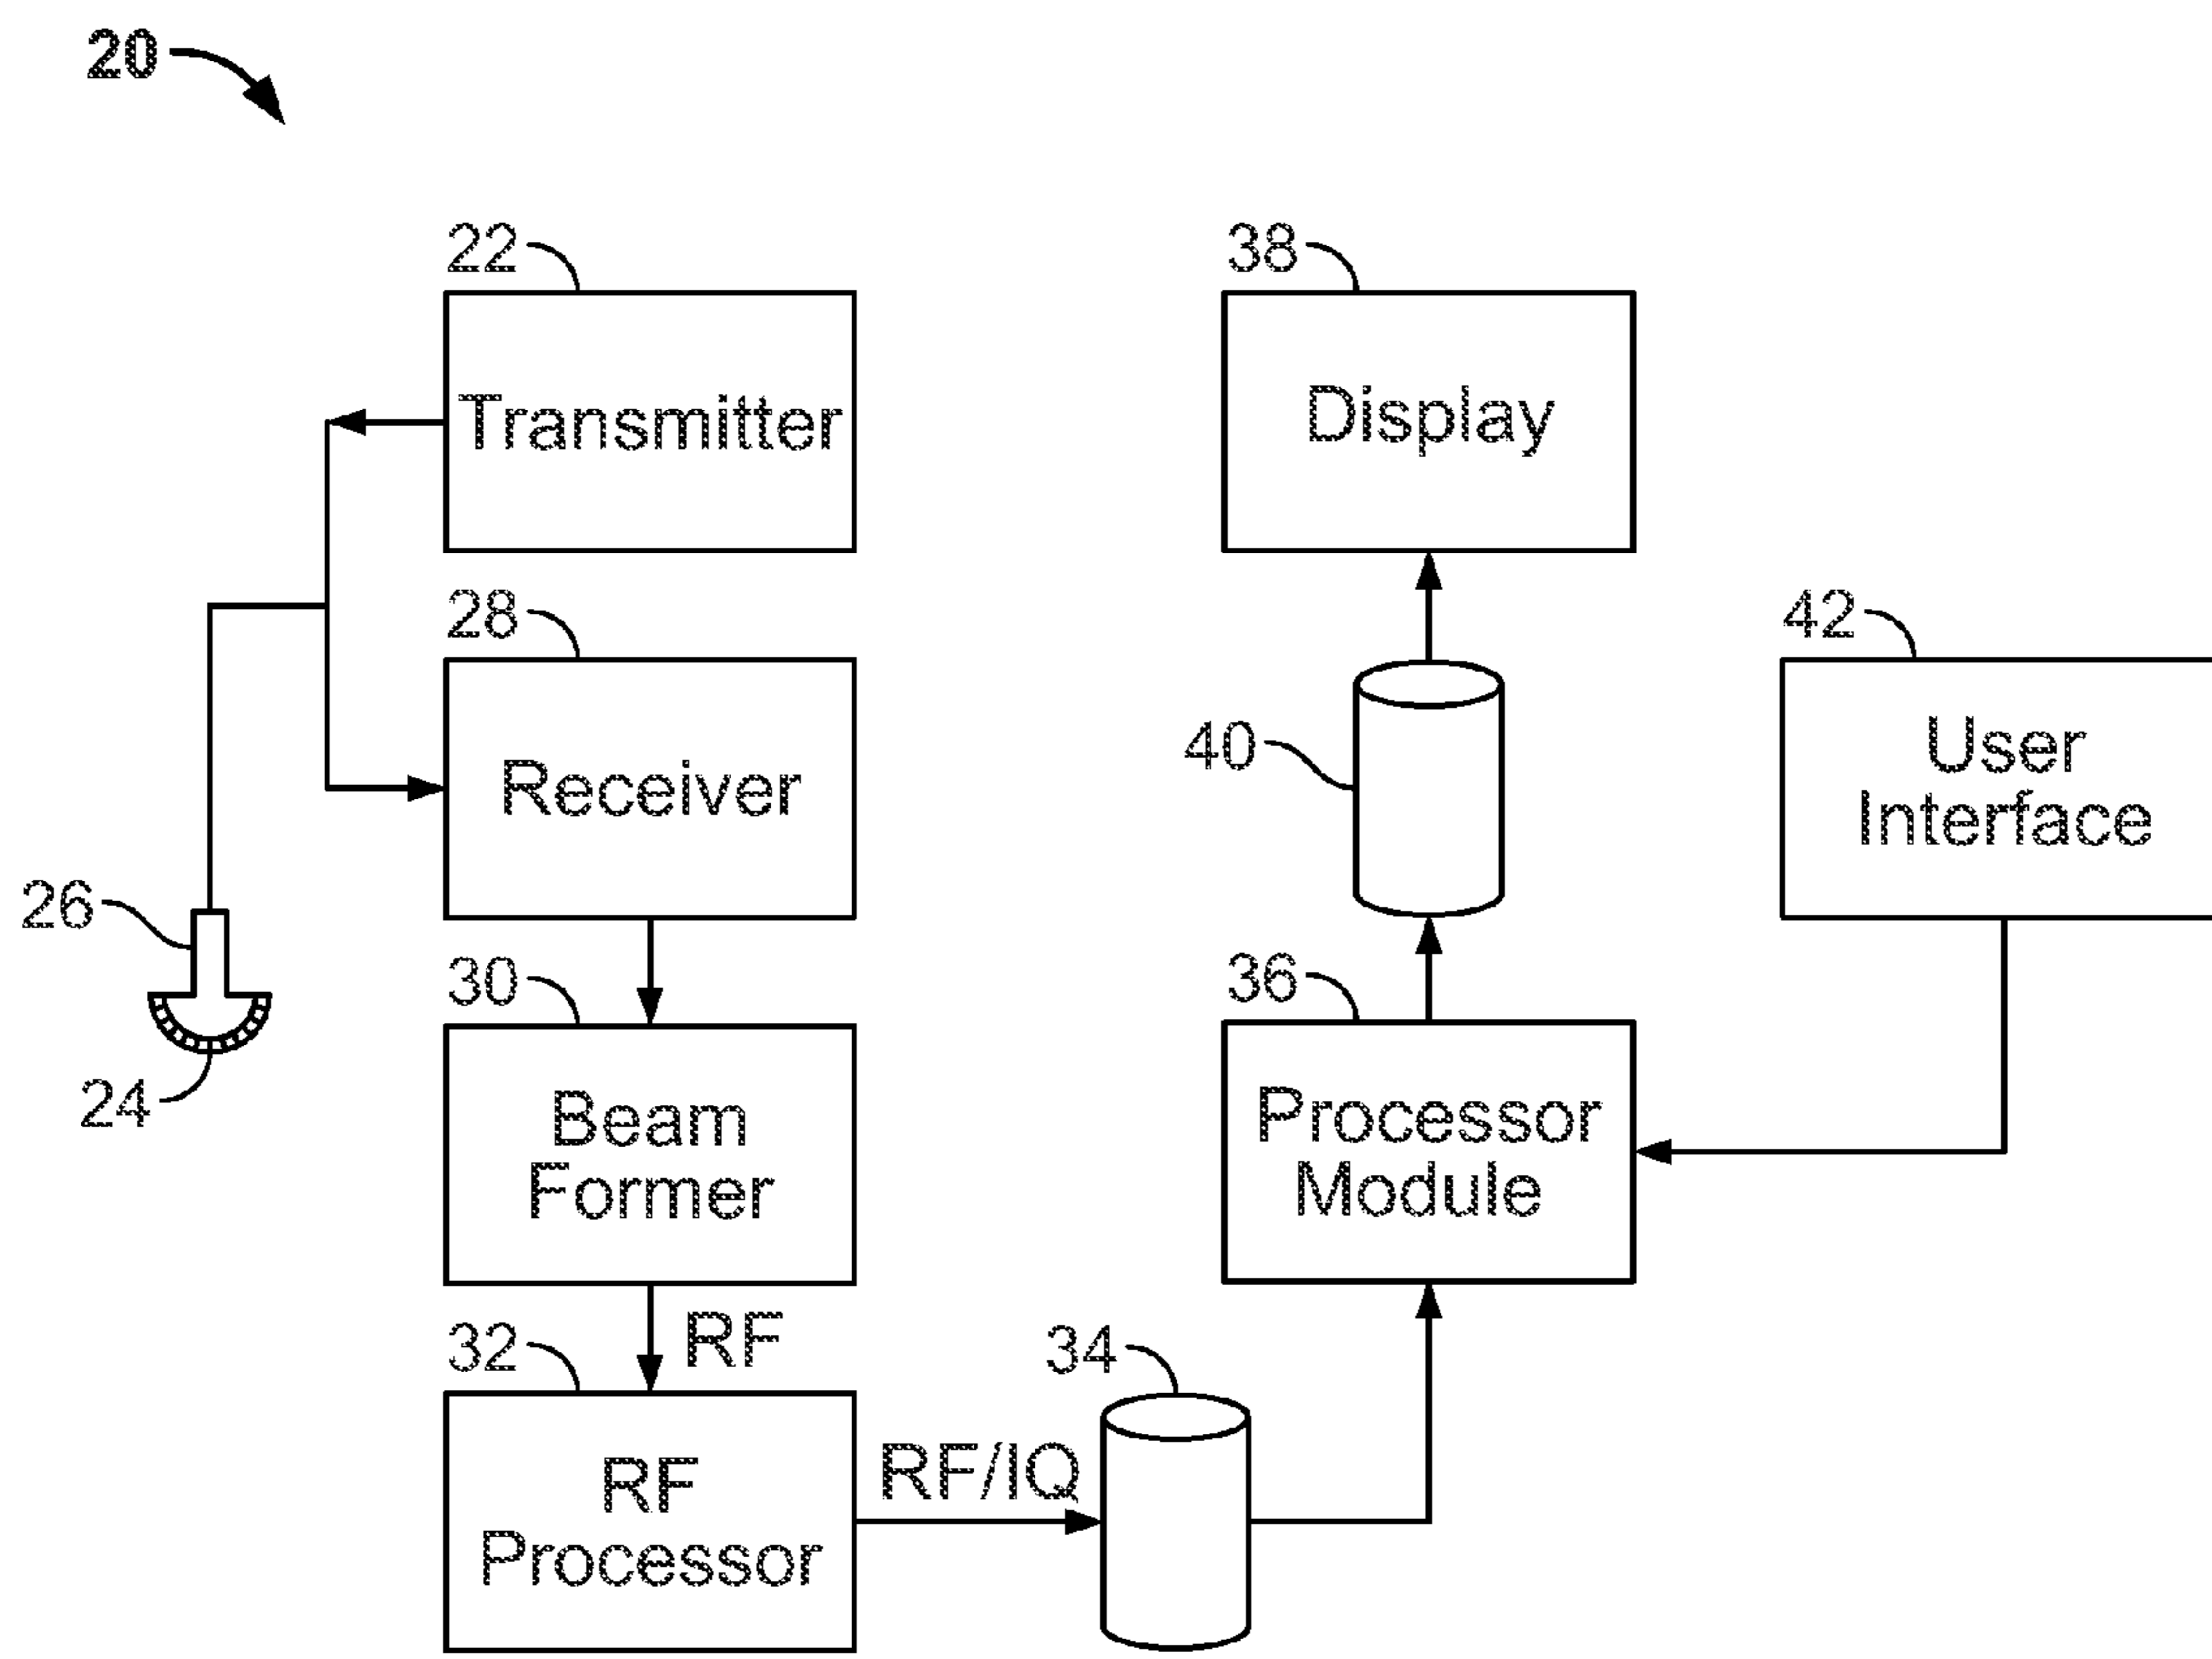 20
22
Transmitter
38
Display
28
Receiver
42
User
Interface
40
26
24
30
Beam
Former
36
Processor
Module
RF
32
RF
Processor
RF/IQ
34